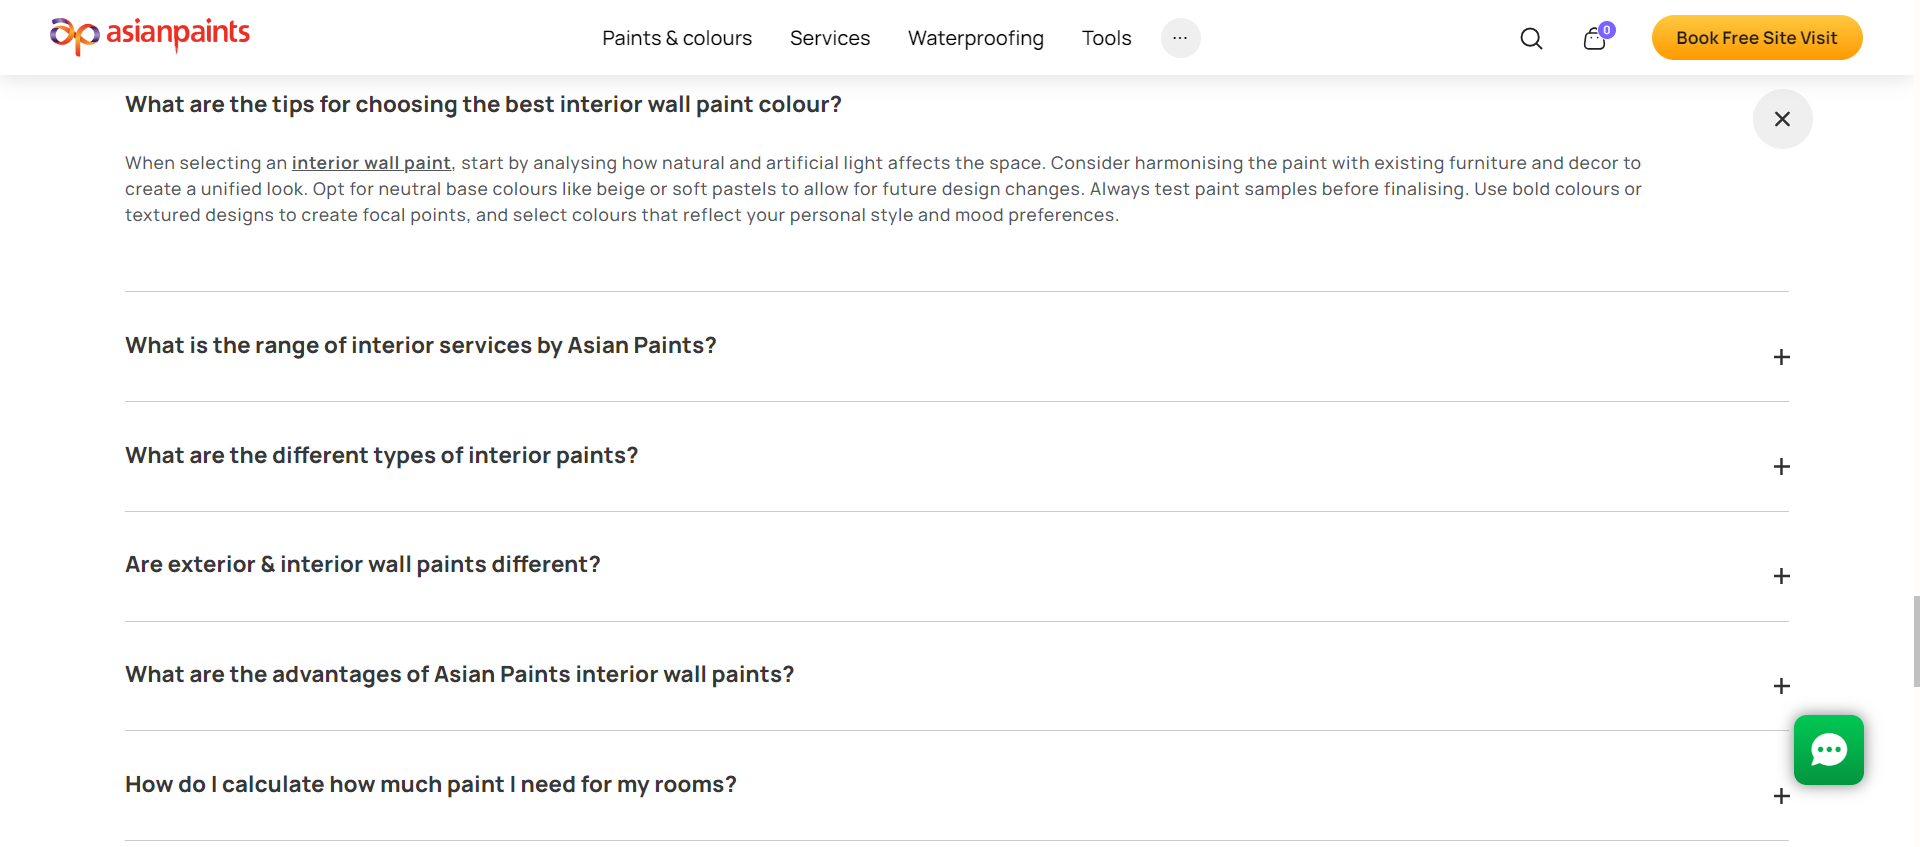 asianpaints
Paints & colours
Services
Waterproofing
Tools
...
0
Book Free Site Visit
What are the tips for choosing the best interior wall paint colour?
When selecting an interior wall paint, start by analysing how natural and artificial light affects the space. Consider harmonising the paint with existing furniture and decor to
create a unified look. Opt for neutral base colours like beige or soft pastels to allow for future design changes. Always test paint samples before finalising. Use bold colours or
textured designs to create focal points, and select colours that reflect your personal style and mood preferences.
What is the range of interior services by Asian Paints?
What are the different types of interior paints?
Are exterior & interior wall paints different?
What are the advantages of Asian Paints interior wall paints?
How do I calculate how much paint I need for my rooms?